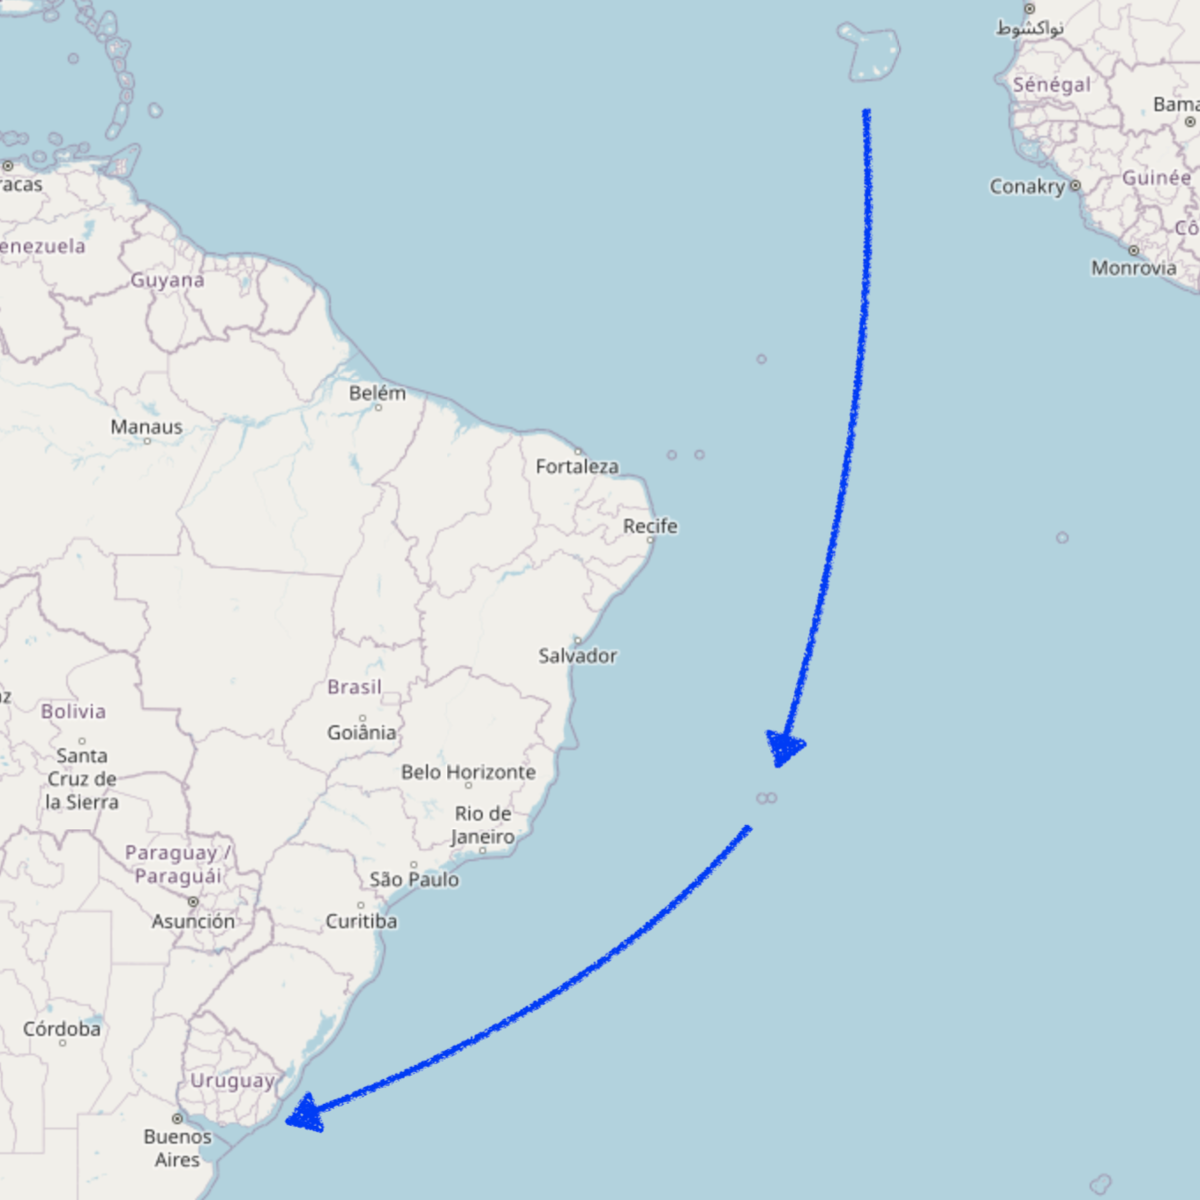 نواكشوط
Sénégal
Bama
Conakry
Guinée
Cô
Monrovia
racas
enezuela
Guyana
Belém
Manaus
Fortaleza
Recife
Salvador
Brasil
az
Bolivia
Goiânia
Santa
Cruz de
la Sierra
Belo Horizonte
Rio de
Janeiro
Paraguay /
Paraguái
São Paulo
Asunción
Curitiba
Córdoba
Uruguay
Buenos
Aires